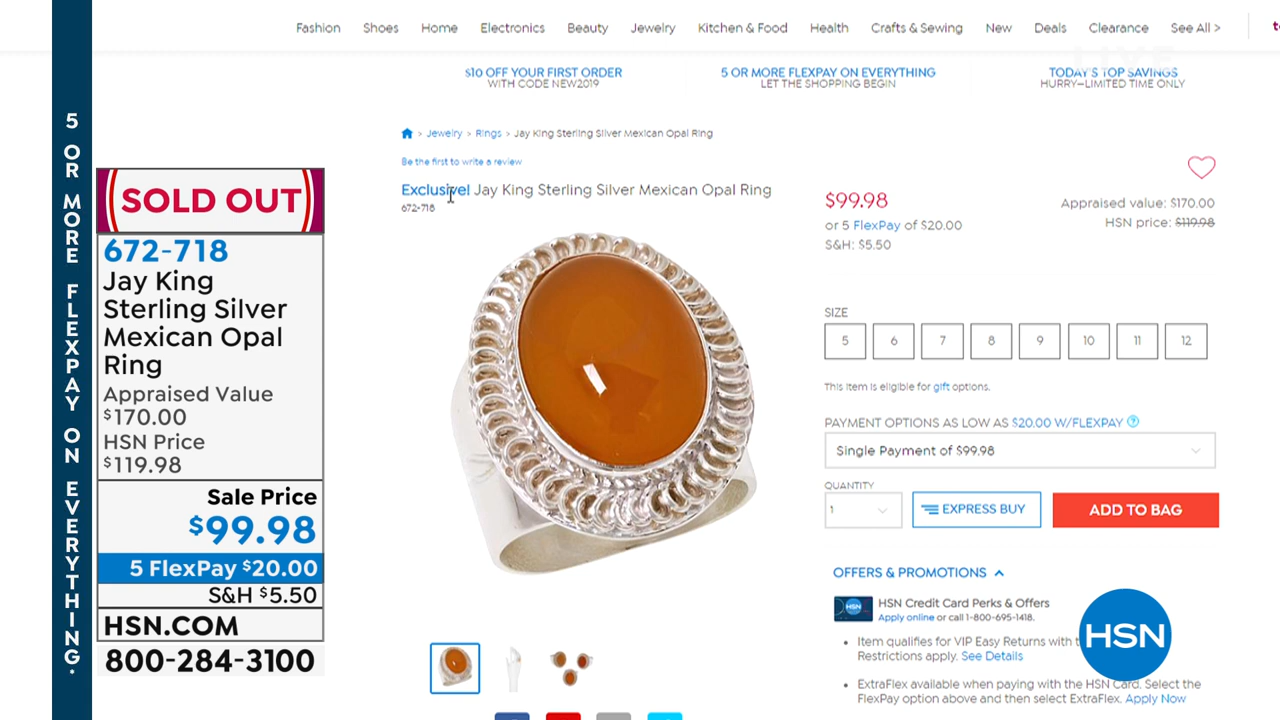 Fashion Shoes Home Electronics Beauty Jewelry Kitchen & Food Health Crafts & Sewing New Deals Clearance See All >
LIVE
$10 OFF YOUR FIRST ORDER
WITH CODE NEW2019
5 OR MORE FLEXPAY ON EVERYTHING
LET THE SHOPPING BEGIN
TODAY'S TOP SAVINGS
HURRY—LIMITED TIME ONLY
5 OR MORE FLEXPAY ON EVERYTHING.
SOLD OUT
672-718
Jay King
Sterling Silver
Mexican Opal
Ring
Appraised Value
$170.00
HSN Price
$119.98
Sale Price
$99.98
5 FlexPay $20.00
S&H $5.50
HSN.COM
800-284-3100
> Jewelry > Rings > Jay King Sterling Silver Mexican Opal Ring
Be the first to write a review
Exclusive! Jay King Sterling Silver Mexican Opal Ring
672-718
$99.98
or 5 FlexPay of $20.00
S&H: $5.50
Appraised value: $170.00
HSN price: $119.98
SIZE
5 6 7 8 9 10 11 12
This item is eligible for gift options.
PAYMENT OPTIONS AS LOW AS $20.00 W/FLEXPAY ?
Single Payment of $99.98
QUANTITY
1
EXPRESS BUY
ADD TO BAG
OFFERS & PROMOTIONS
HSN
HSN Credit Card Perks & Offers
Apply online or call 1-800-695-1418.
• Item qualifies for VIP Easy Returns with
Restrictions apply. See Details
• ExtraFlex available when paying with the HSN Card. Select the
FlexPay option above and then select ExtraFlex. Apply Now
HSN